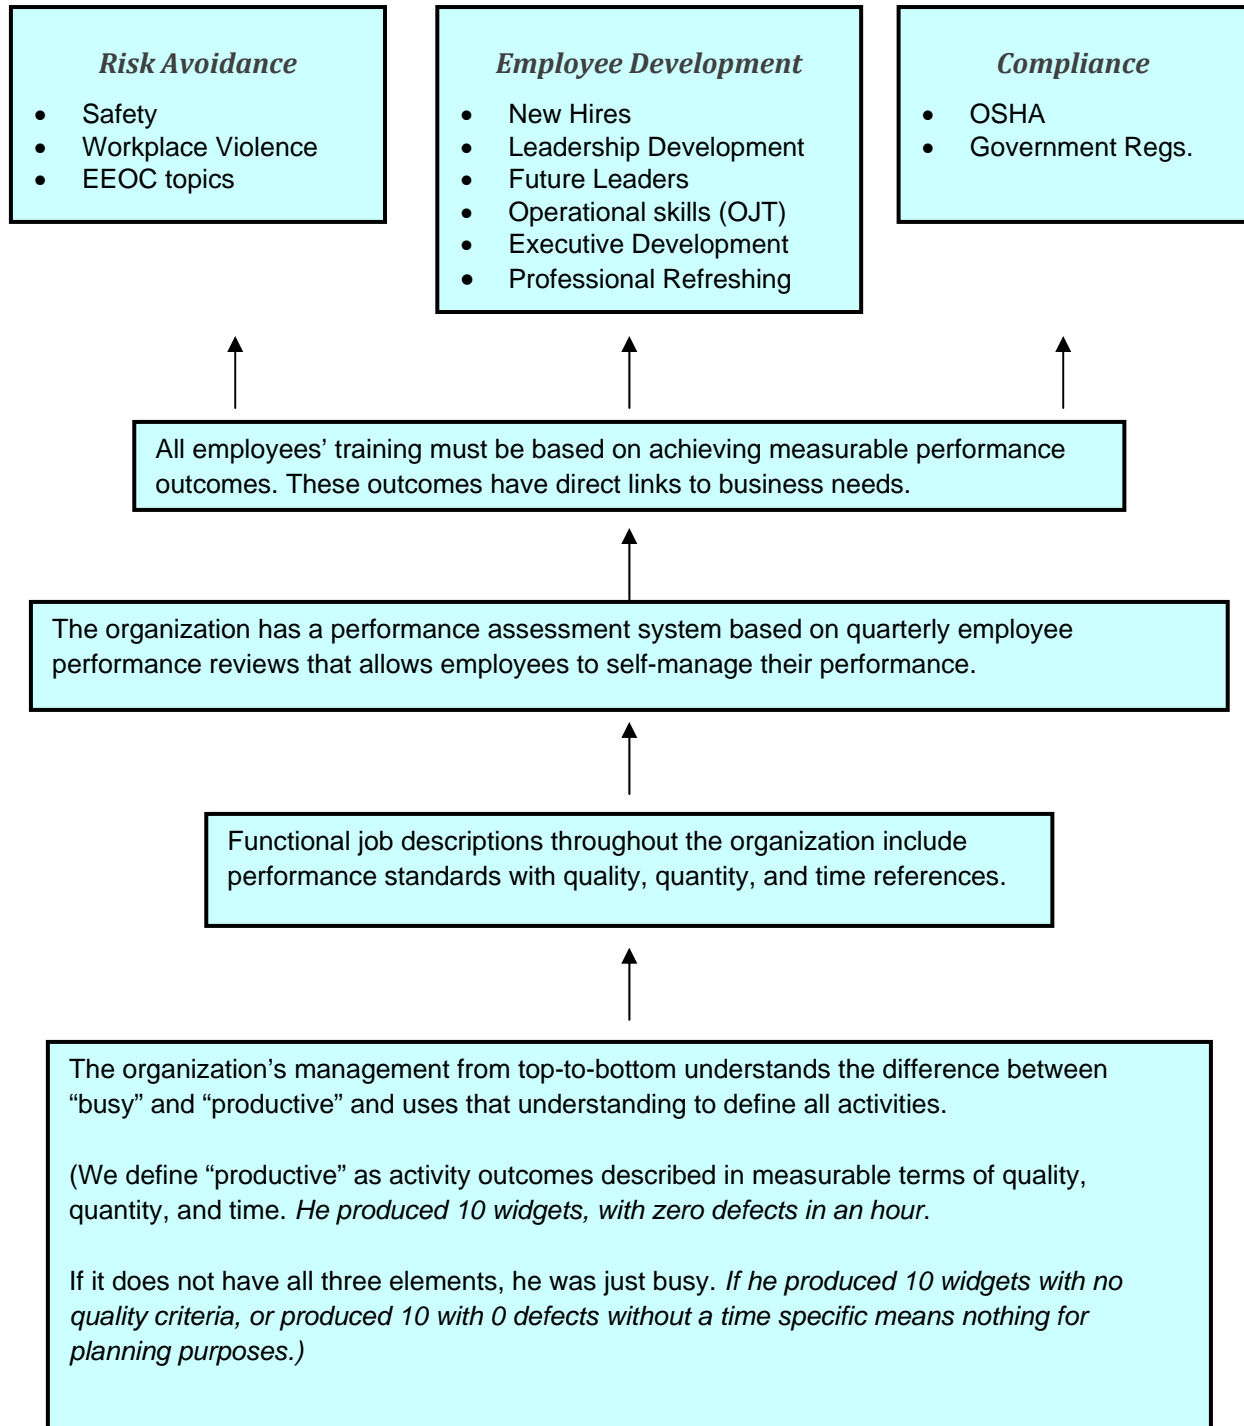 Risk Avoidance
• Safety
• Workplace Violence
• EEOC topics
Employee Development
• New Hires
• Leadership Development
• Future Leaders
• Operational skills (OJT)
• Executive Development
• Professional Refreshing
Compliance
• OSHA
• Government Regs.
All employees’ training must be based on achieving measurable performance
outcomes. These outcomes have direct links to business needs.
The organization has a performance assessment system based on quarterly employee
performance reviews that allows employees to self-manage their performance.
Functional job descriptions throughout the organization include
performance standards with quality, quantity, and time references.
The organization’s management from top-to-bottom understands the difference between
“busy” and “productive” and uses that understanding to define all activities.
(We define “productive” as activity outcomes described in measurable terms of quality,
quantity, and time. He produced 10 widgets, with zero defects in an hour.
If it does not have all three elements, he was just busy. If he produced 10 widgets with no
quality criteria, or produced 10 with 0 defects without a time specific means nothing for
planning purposes.)